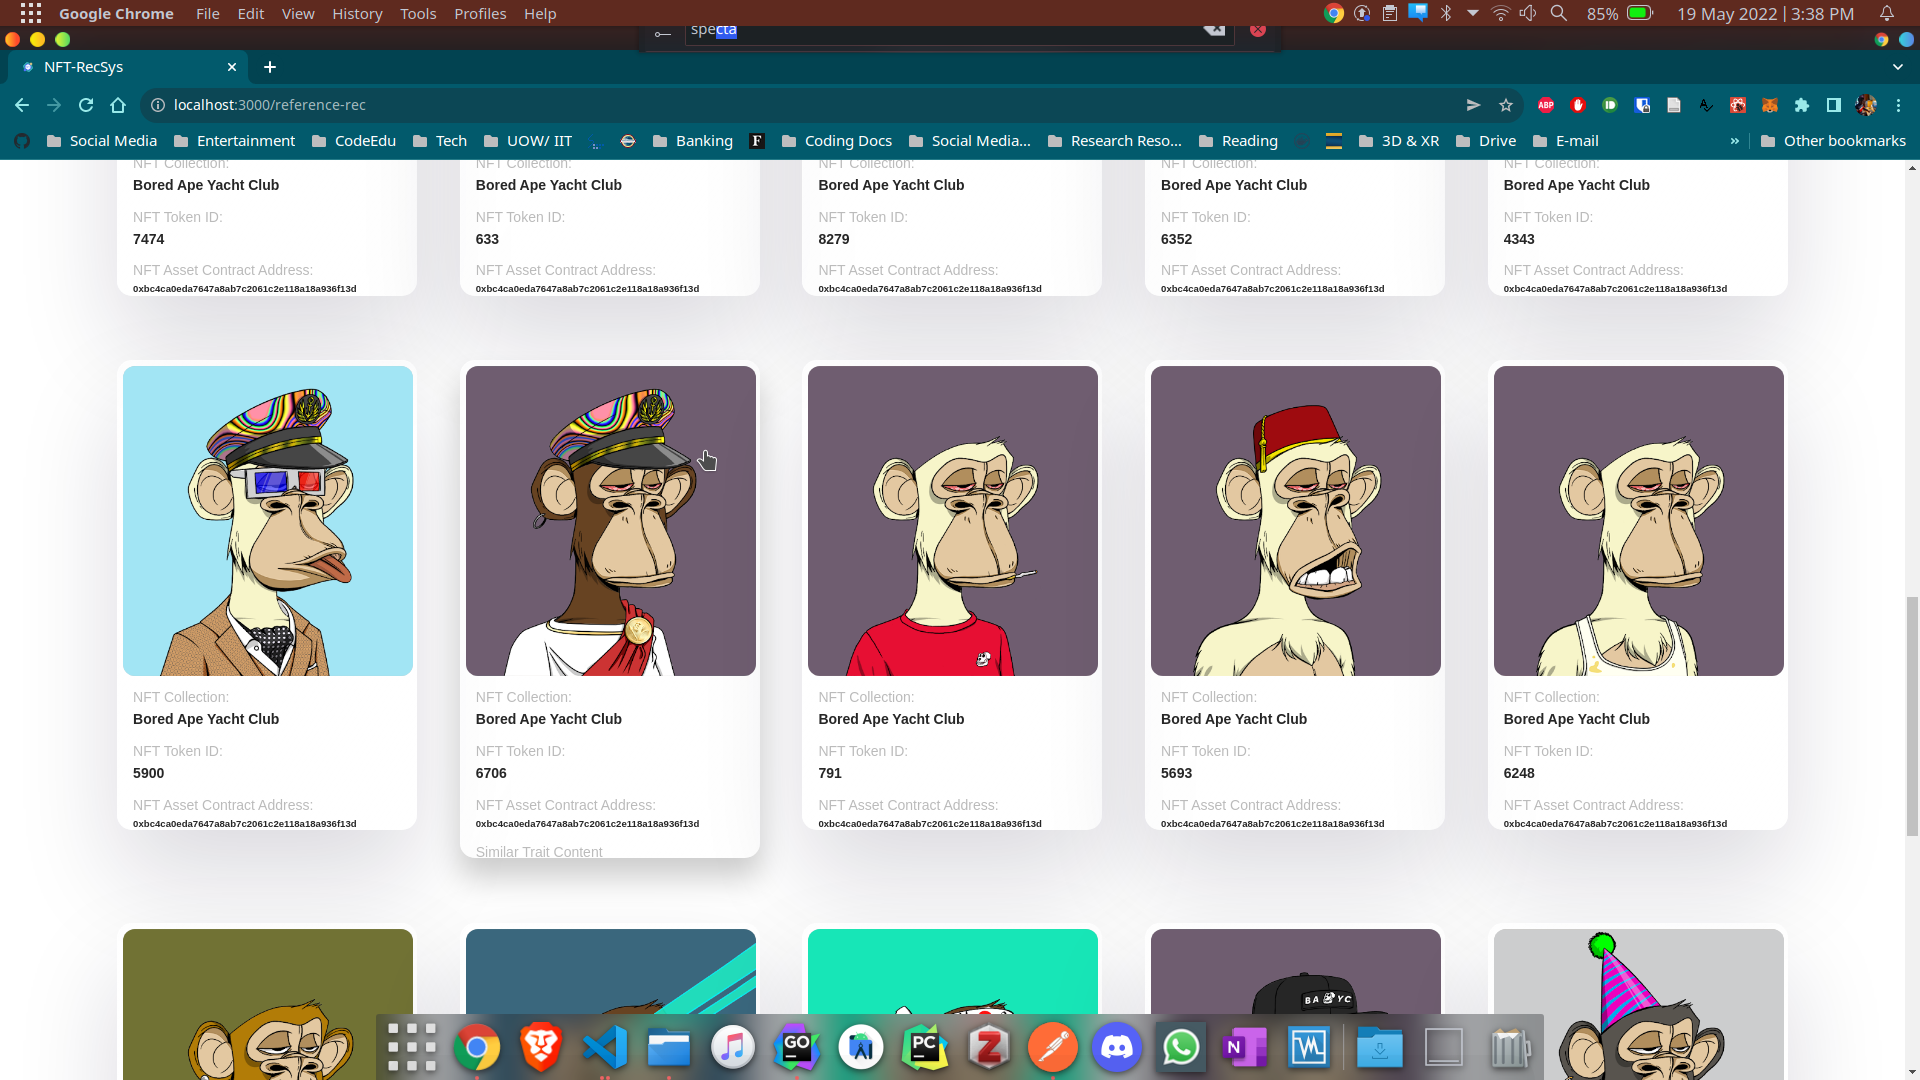 Google Chrome File Edit View History Tools Profiles Help 85% 19 May 2022 | 3:38 PM
specta
NFT-RecSys
localhost:3000/reference-rec
ABP
Social Media Entertainment CodeEdu Tech UOW/ IIT Banking F Coding Docs Social Media... Research Reso... Reading 3D & XR Drive E-mail » Other bookmarks
NFT Collection: NFT Collection: NFT Collection: NFT Collection: NFT Collection:
Bored Ape Yacht Club Bored Ape Yacht Club Bored Ape Yacht Club Bored Ape Yacht Club Bored Ape Yacht Club
NFT Token ID: NFT Token ID: NFT Token ID: NFT Token ID: NFT Token ID:
7474 633 8279 6352 4343
NFT Asset Contract Address: NFT Asset Contract Address: NFT Asset Contract Address: NFT Asset Contract Address: NFT Asset Contract Address:
0xbc4ca0eda7647a8ab7c2061c2e118a18a936f13d 0xbc4ca0eda7647a8ab7c2061c2e118a18a936f13d 0xbc4ca0eda7647a8ab7c2061c2e118a18a936f13d 0xbc4ca0eda7647a8ab7c2061c2e118a18a936f13d 0xbc4ca0eda7647a8ab7c2061c2e118a18a936f13d
NFT Collection: NFT Collection: NFT Collection: NFT Collection: NFT Collection:
Bored Ape Yacht Club Bored Ape Yacht Club Bored Ape Yacht Club Bored Ape Yacht Club Bored Ape Yacht Club
NFT Token ID: NFT Token ID: NFT Token ID: NFT Token ID: NFT Token ID:
5900 6706 791 5693 6248
NFT Asset Contract Address: NFT Asset Contract Address: NFT Asset Contract Address: NFT Asset Contract Address: NFT Asset Contract Address:
0xbc4ca0eda7647a8ab7c2061c2e118a18a936f13d 0xbc4ca0eda7647a8ab7c2061c2e118a18a936f13d 0xbc4ca0eda7647a8ab7c2061c2e118a18a936f13d 0xbc4ca0eda7647a8ab7c2061c2e118a18a936f13d 0xbc4ca0eda7647a8ab7c2061c2e118a18a936f13d
Similar Trait Content
BA YC
GO PC Z N